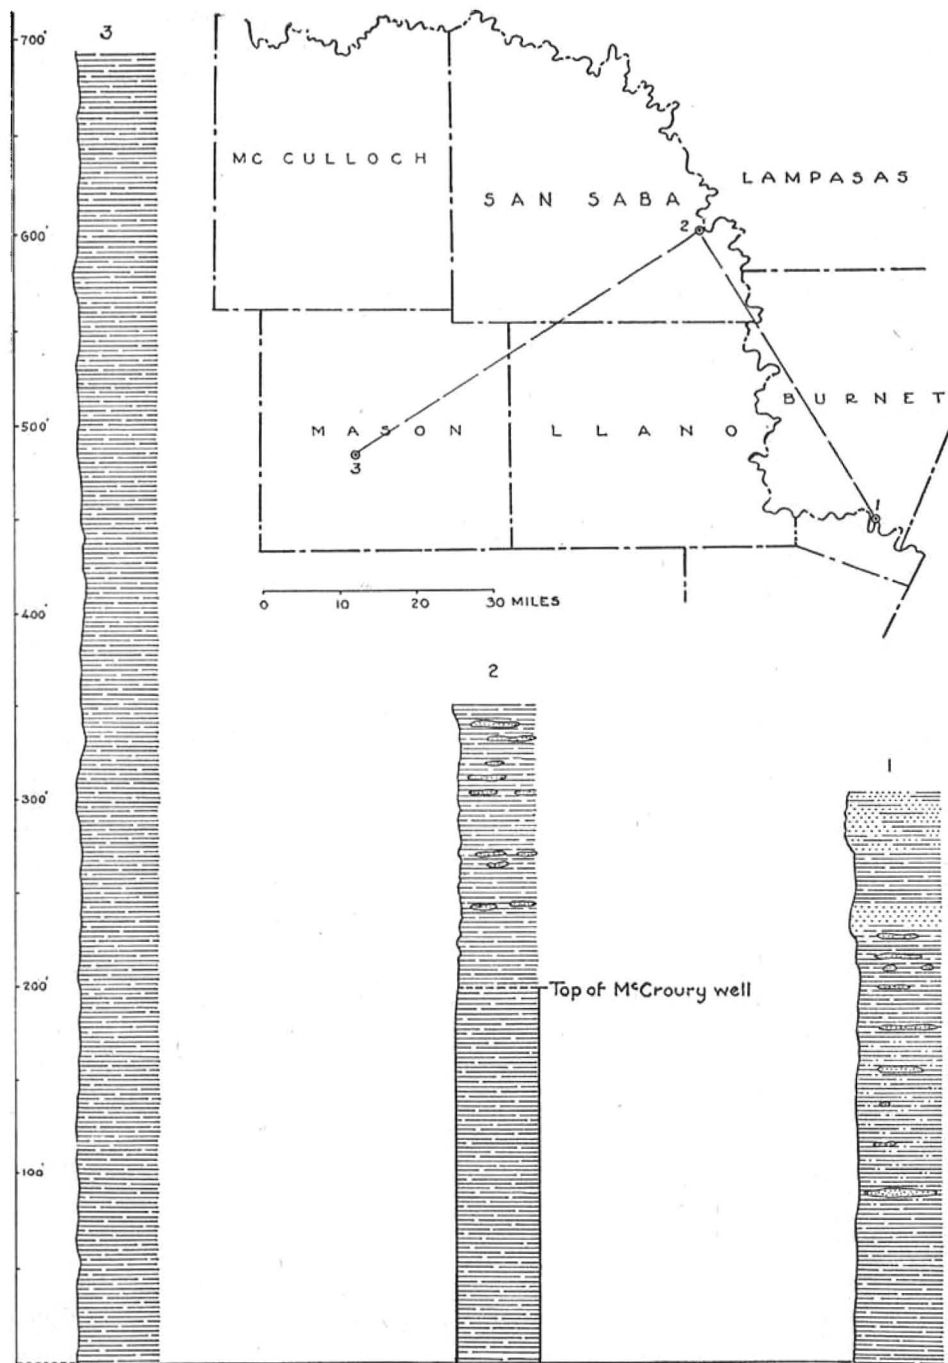 700'
3
MC CULLOCH
LAMPASAS
SAN SABA
2
600'
BURNET
500'
MASON
LLANO
3
1
400'
0 10 20 30 MILES
2
1
300'
200'
Top of McCroury well
100'